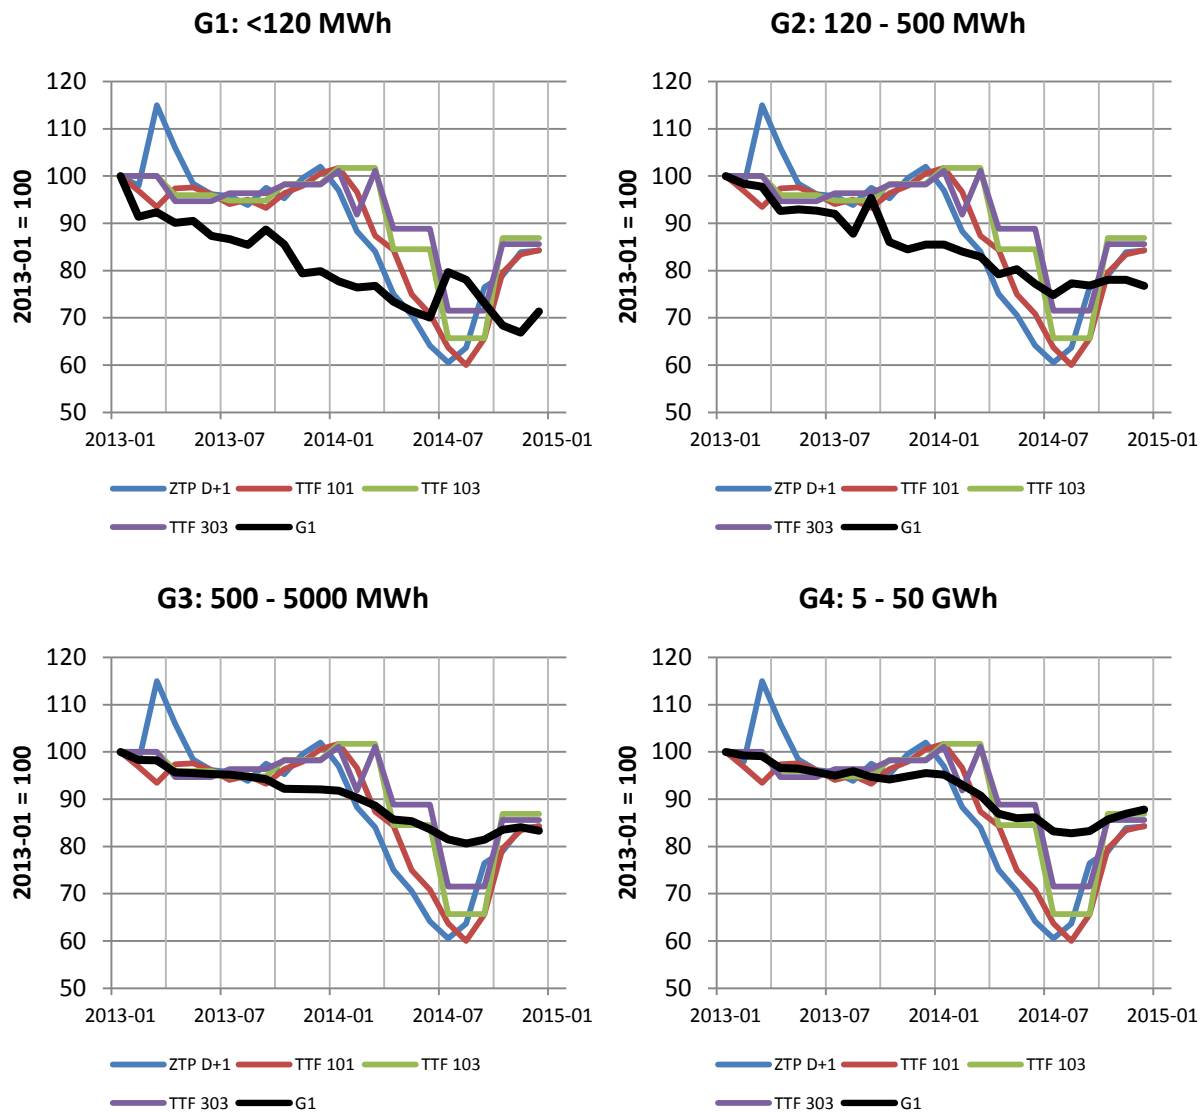 G1: <120 MWh
120
110
100
90
80
70
60
50
2013-01 = 100
2013-01 2013-07 2014-01 2014-07 2015-01
ZTP D+1 TTF 101 TTF 103
TTF 303 G1
G2: 120 - 500 MWh
120
110
100
90
80
70
60
50
2013-01 = 100
2013-01 2013-07 2014-01 2014-07 2015-01
ZTP D+1 TTF 101 TTF 103
TTF 303 G1
G3: 500 - 5000 MWh
120
110
100
90
80
70
60
50
2013-01 = 100
2013-01 2013-07 2014-01 2014-07 2015-01
ZTP D+1 TTF 101 TTF 103
TTF 303 G1
G4: 5 - 50 GWh
120
110
100
90
80
70
60
50
2013-01 = 100
2013-01 2013-07 2014-01 2014-07 2015-01
ZTP D+1 TTF 101 TTF 103
TTF 303 G1